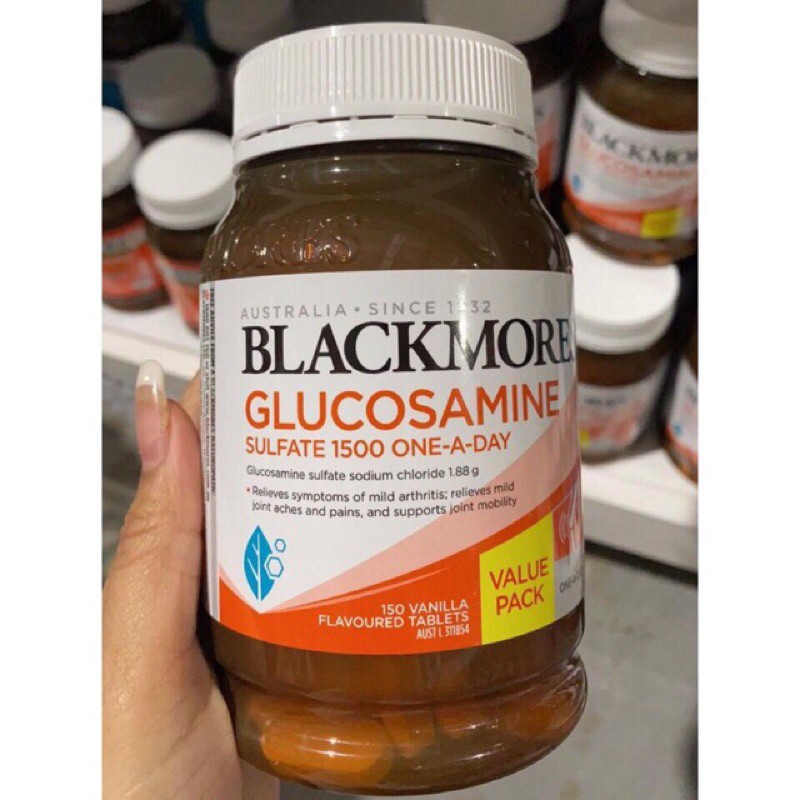 AUSTRALIA • SINCE 1932
BLACKMORES
GLUCOSAMINE
SULFATE 1500 ONE-A-DAY
Glucosamine sulfate sodium chloride 1.88 g
• Relieves symptoms of mild arthritis; relieves mild
joint aches and pains, and supports joint mobility
VALUE
PACK
150 VANILLA
FLAVOURED TABLETS
AUST L 311854
BLACKMOR
GLUCOSAMINE